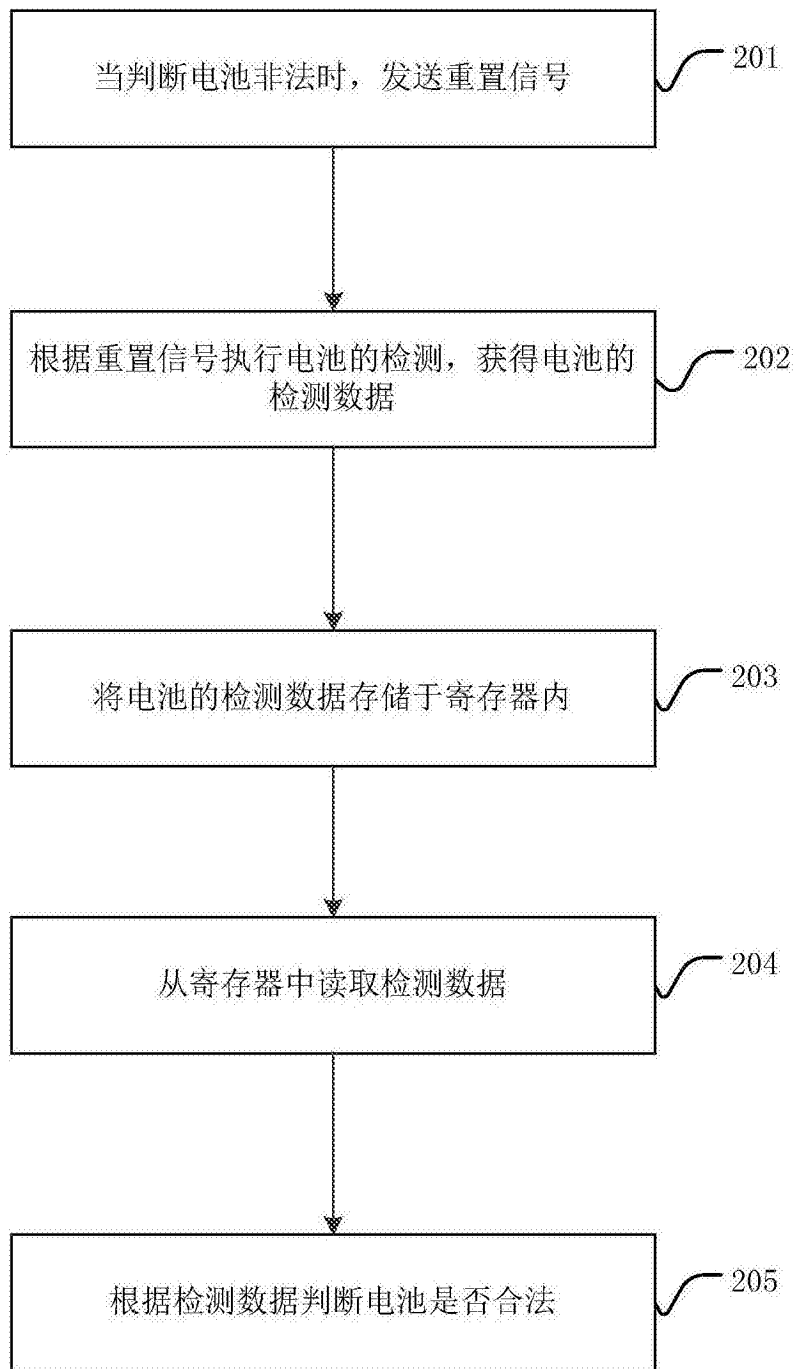 当判断电池非法时，发送重置信号
201
根据重置信号执行电池的检测，获得电池的
检测数据
202
将电池的检测数据存储于寄存器内
203
从寄存器中读取检测数据
204
根据检测数据判断电池是否合法
205